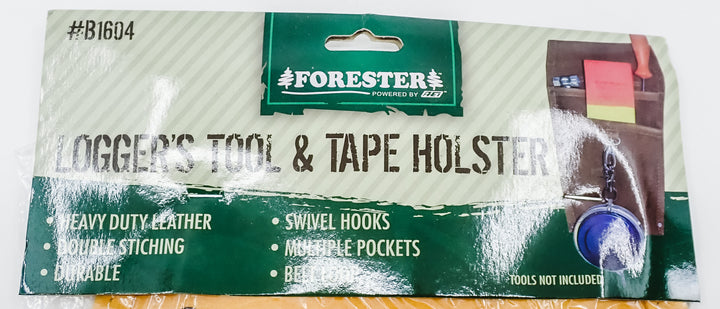 #B1604
FORESTER
POWERED BY
LOGGER'S TOOL & TAPE HOLSTER
• HEAVY DUTY LEATHER
• DOUBLE STICHING
• DURABLE
• SWIVEL HOOKS
• MULTIPLE POCKETS
• BELT LOOP
TOOLS NOT INCLUDED